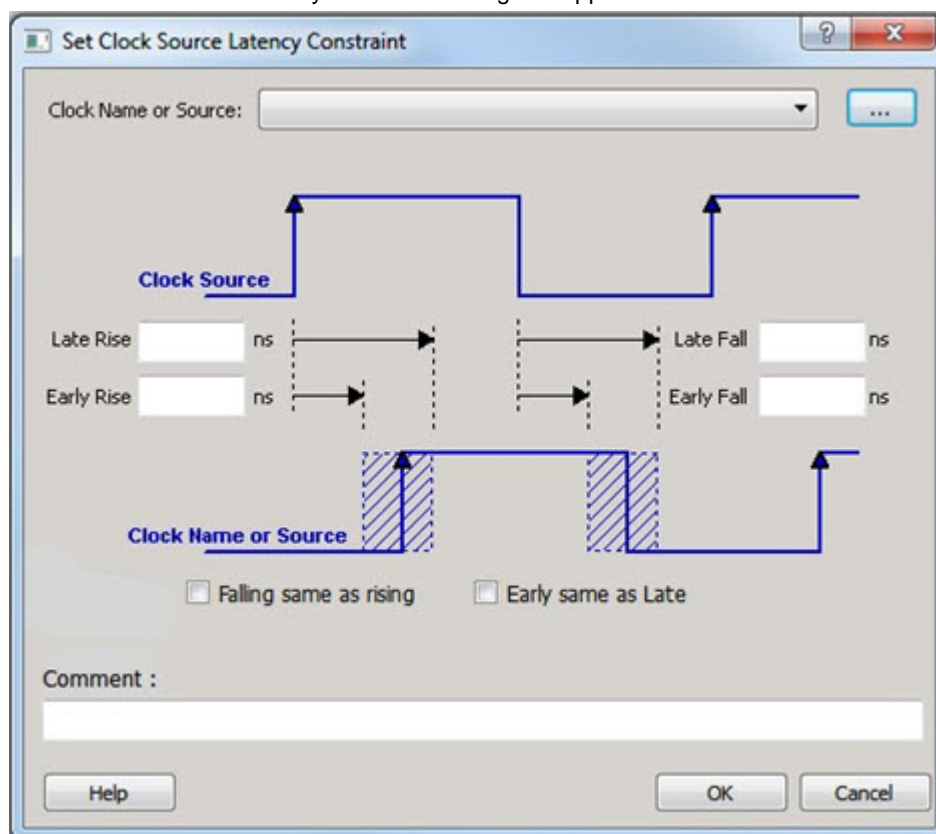 Set Clock Source Latency Constraint
Clock Name or Source:
...
Clock Source
Late Rise ns Late Fall ns
Early Rise ns Early Fall ns
Clock Name or Source
Falling same as rising Early same as Late
Comment :
Help OK Cancel